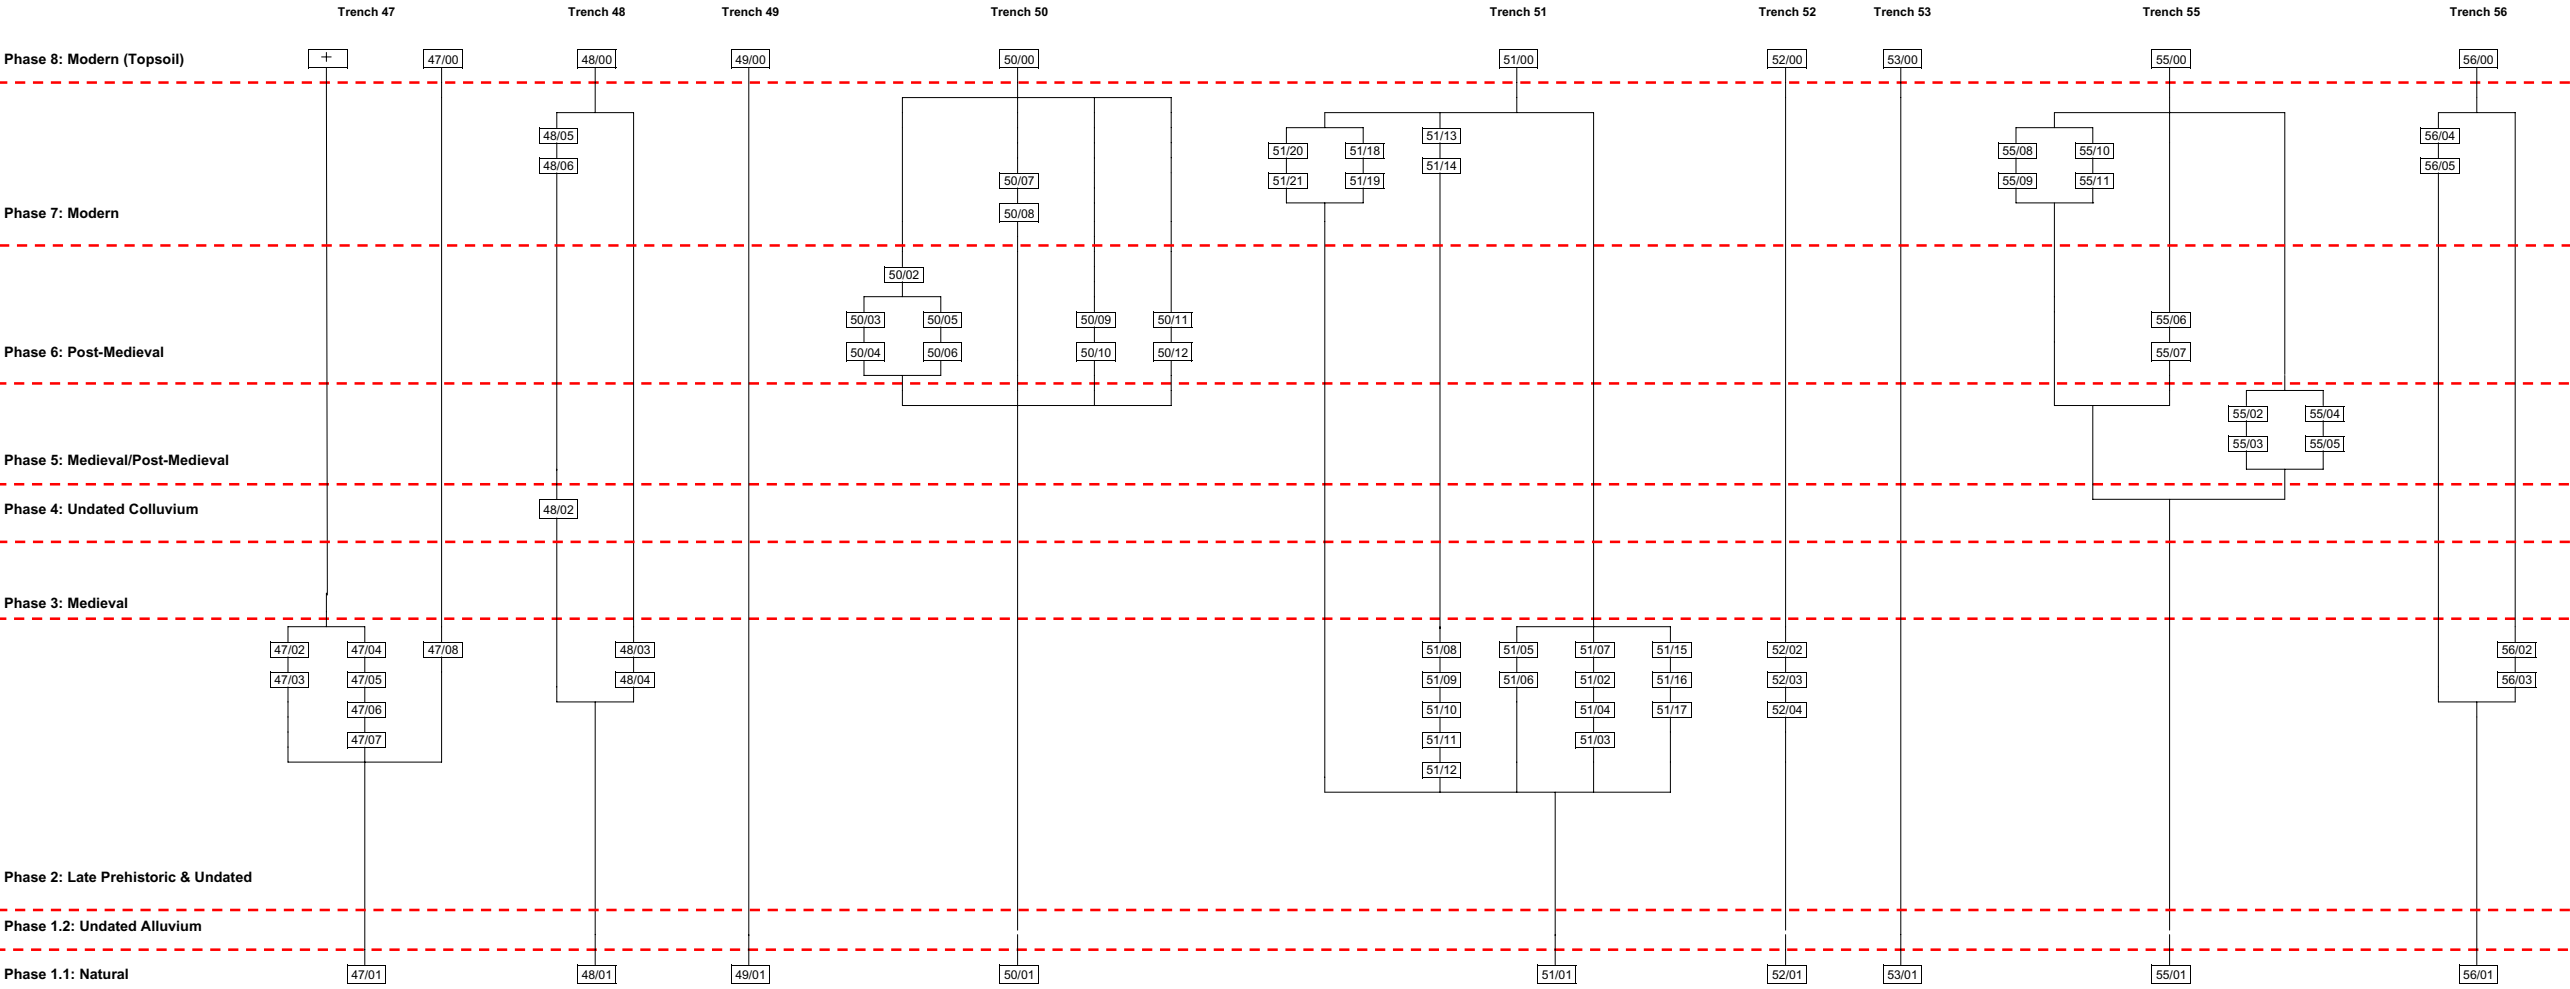 Trench 47 Trench 48 Trench 49 Trench 50 Trench 51 Trench 52 Trench 53 Trench 55 Trench 56
Phase 8: Modern (Topsoil) + 47/00 48/00 49/00 50/00 51/00 52/00 53/00 55/00 56/00
48/05 51/13 56/04
51/20 51/18 55/08 55/10
48/06 51/14 56/05
50/07 51/21 51/19 55/09 55/11
Phase 7: Modern 50/08
50/02
50/03 50/05 50/09 50/11 55/06
Phase 6: Post-Medieval 50/04 50/06 50/10 50/12 55/07
55/02 55/04
55/03 55/05
Phase 5: Medieval/Post-Medieval
Phase 4: Undated Colluvium 48/02
Phase 3: Medieval
47/02 47/04 47/08 48/03 51/08 51/05 51/07 51/15 52/02 56/02
47/03 47/05 48/04 51/09 51/06 51/02 51/16 52/03 56/03
47/06 51/10 51/04 51/17 52/04
47/07 51/11 51/03
51/12
Phase 2: Late Prehistoric & Undated
Phase 1.2: Undated Alluvium
Phase 1.1: Natural 47/01 48/01 49/01 50/01 51/01 52/01 53/01 55/01 56/01